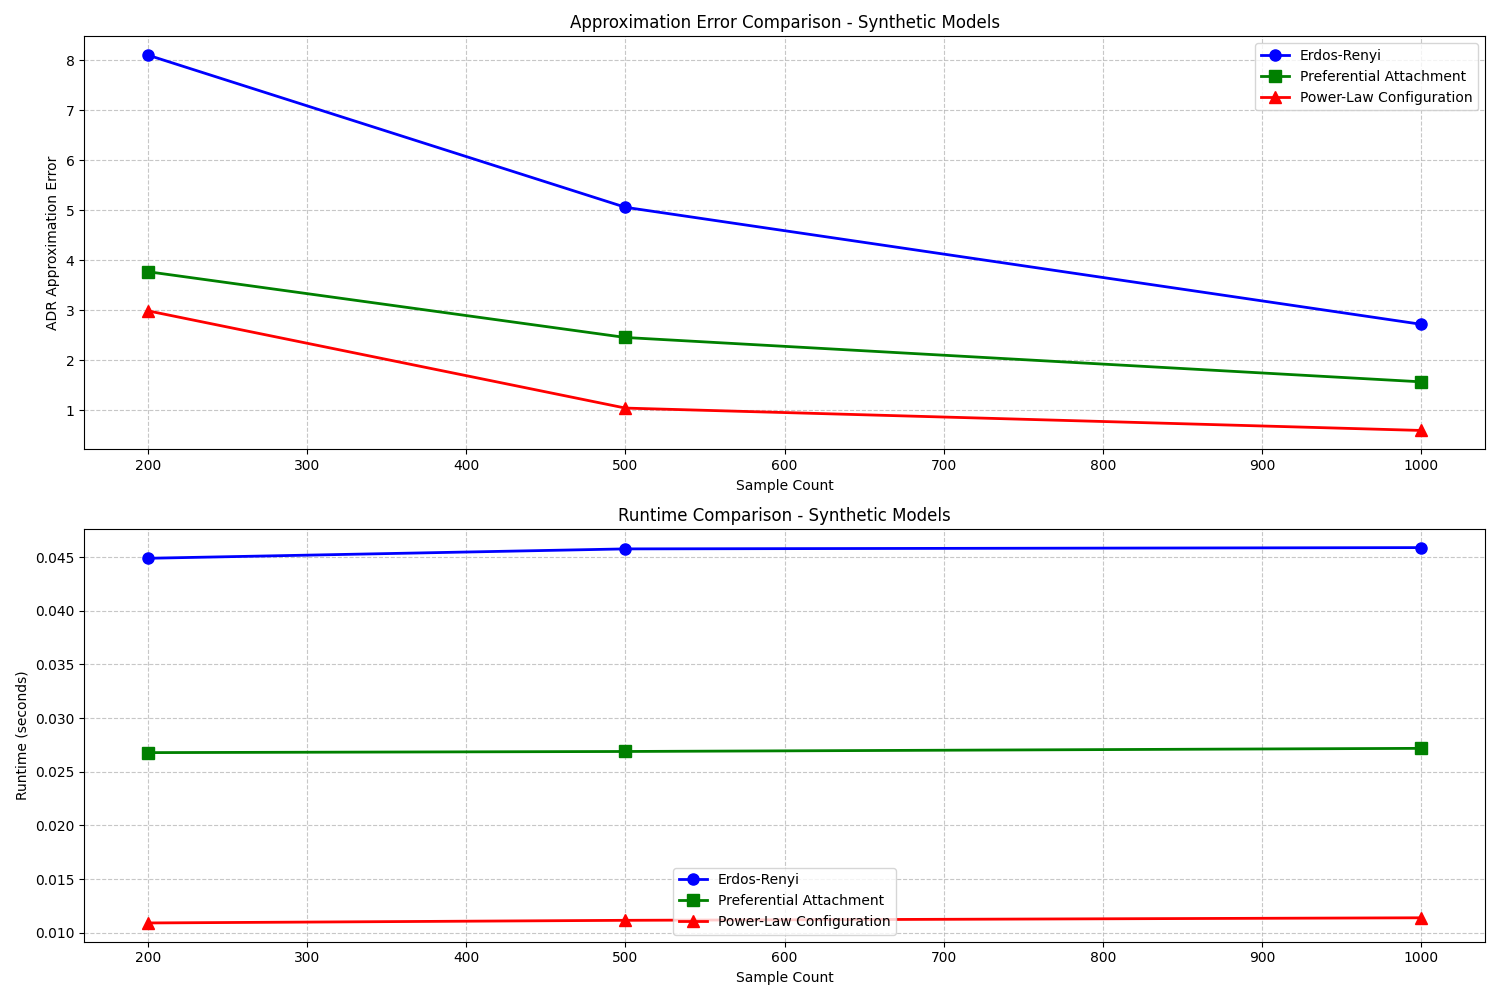 Approximation Error Comparison - Synthetic Models
ADR Approximation Error
8
7
6
5
4
3
2
1
Erdos-Renyi
Preferential Attachment
Power-Law Configuration
200 300 400 500 600 700 800 900 1000
Sample Count
Runtime Comparison - Synthetic Models
Runtime (seconds)
0.045
0.040
0.035
0.030
0.025
0.020
0.015
0.010
Erdos-Renyi
Preferential Attachment
Power-Law Configuration
200 300 400 500 600 700 800 900 1000
Sample Count